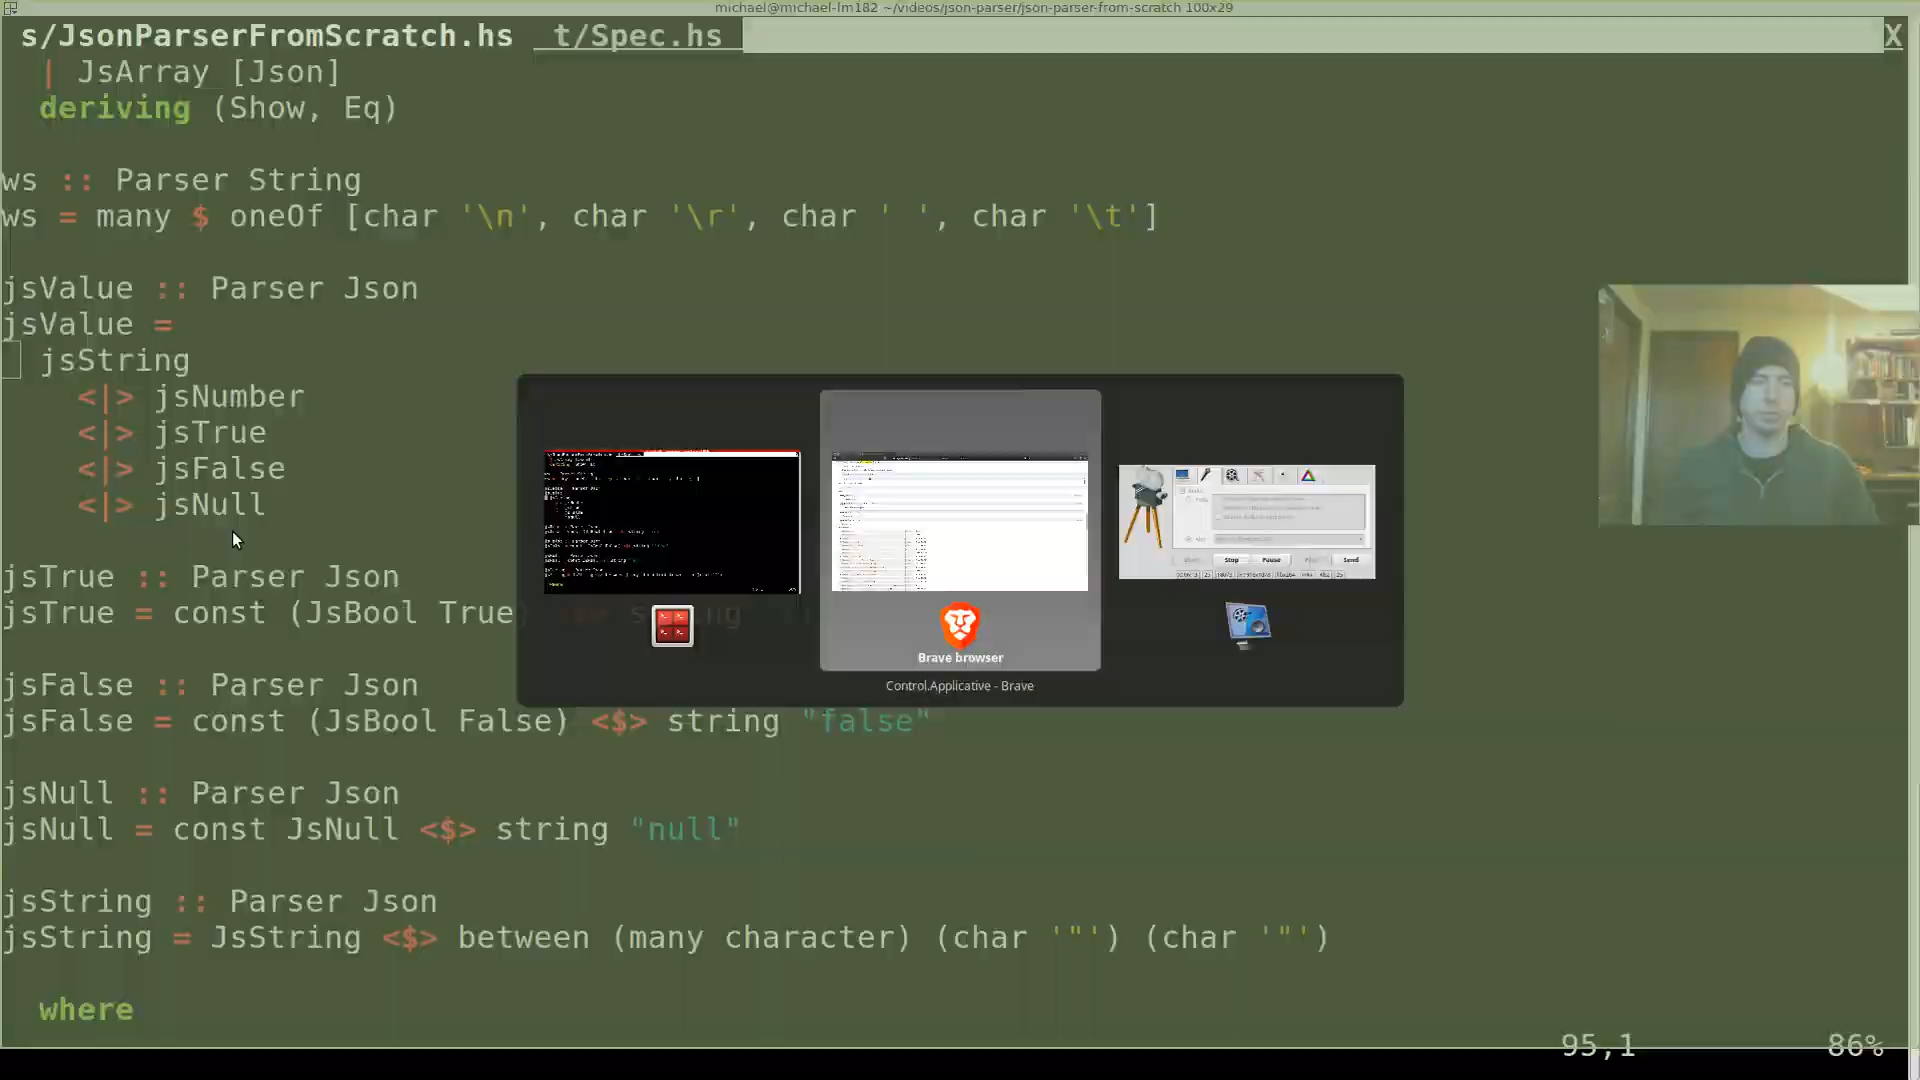 michael@michael-lm182 ~/videos/json-parser/json-parser-from-scratch 100x29
s/JsonParserFromScratch.hs t/Spec.hs X
| JsArray [Json]
deriving (Show, Eq)
ws :: Parser String
ws = many $ oneOf [char '\n', char '\r', char ' ', char '\t']
jsValue :: Parser Json
jsValue =
jsString
<|> jsNumber
<|> jsTrue
<|> jsFalse
<|> jsNull
Stop Pause Send
Brave browser
Control.Applicative - Brave
jsTrue :: Parser Json
jsTrue = const (JsBool True)
jsFalse :: Parser Json
jsFalse = const (JsBool False) <$> string "false"
jsNull :: Parser Json
jsNull = const JsNull <$> string "null"
jsString :: Parser Json
jsString = JsString <$> between (many character) (char '"') (char '"')
where
95,1 86%